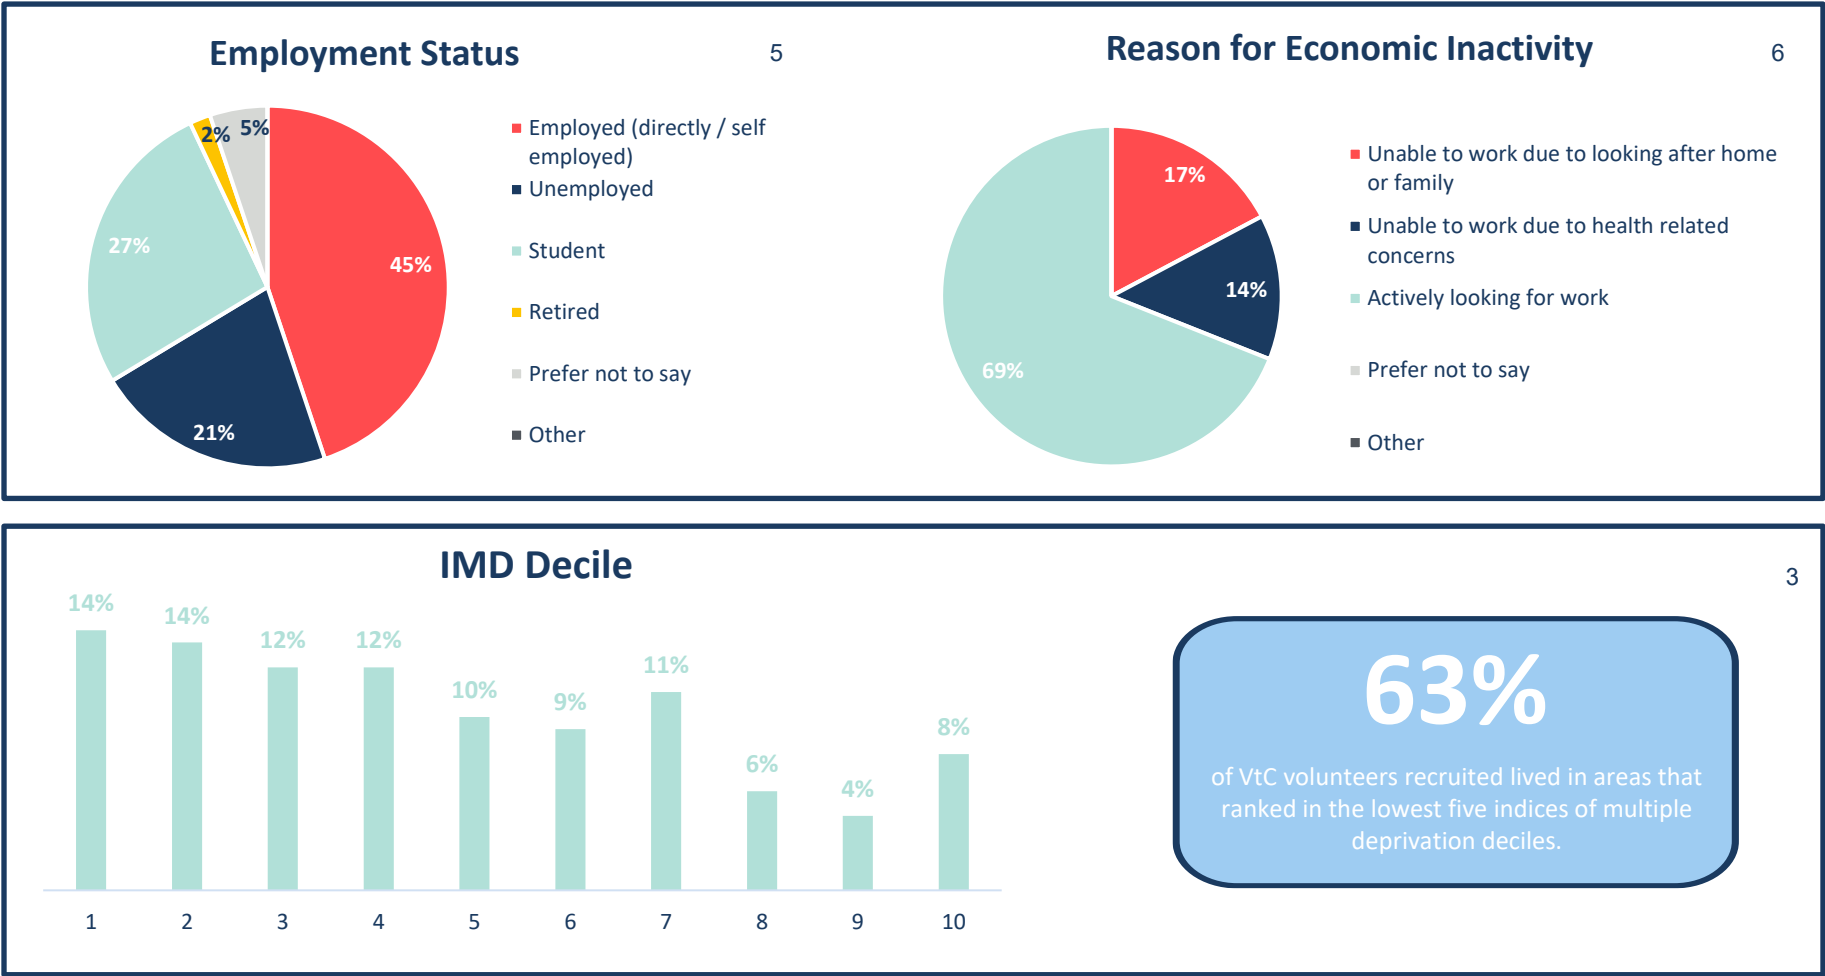 Employment Status
5
2%
5%
27%
45%
21%
Employed (directly / self
employed)
Unemployed
Student
Retired
Prefer not to say
Other
Reason for Economic Inactivity
6
17%
14%
69%
Unable to work due to looking after home
or family
Unable to work due to health related
concerns
Actively looking for work
Prefer not to say
Other
IMD Decile
3
14%
14%
12%
12%
10%
9%
11%
6%
4%
8%
1
2
3
4
5
6
7
8
9
10
63%
of VtC volunteers recruited lived in areas that
ranked in the lowest five indices of multiple
deprivation deciles.